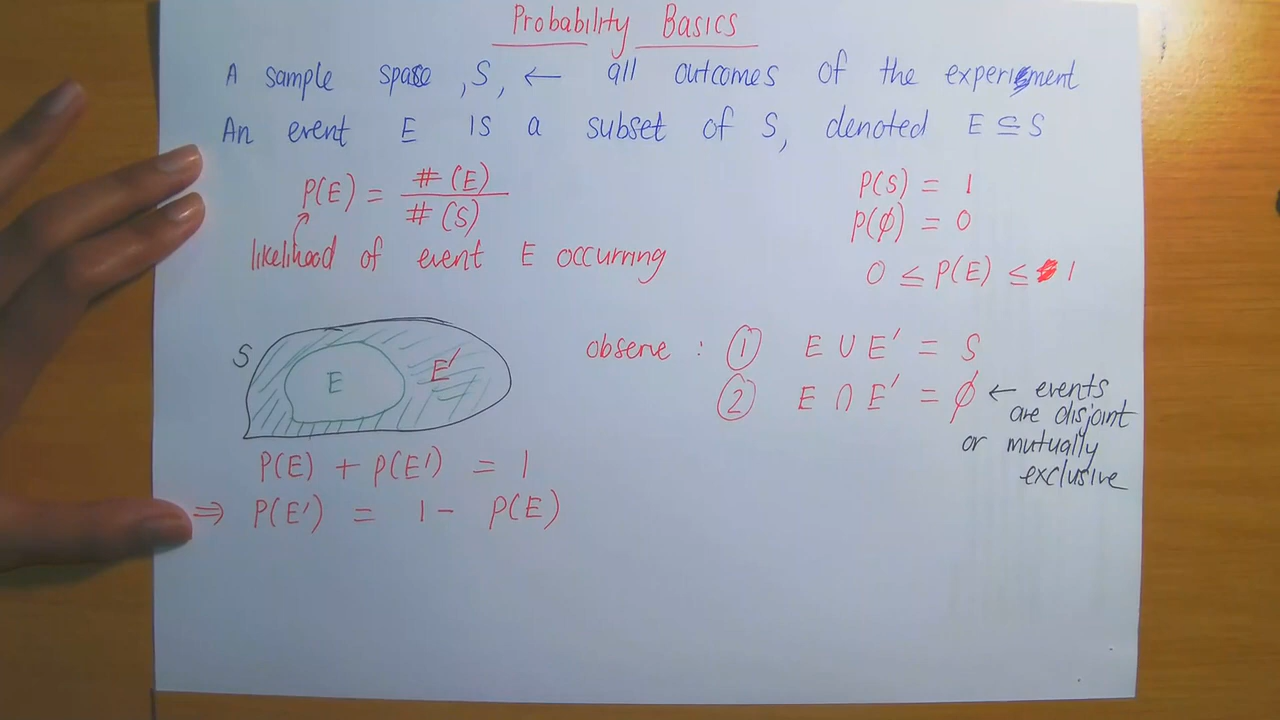 Probability Basics
A sample space, S, ← all outcomes of the experiment
An event E is a subset of S, denoted E ⊆ S
P(E) = #(E) / #(S)
likelihood of event E occurring
P(S) = 1
P(∅) = 0
0 ≤ P(E) ≤ 1
S
E
E'
observe : ① E ∪ E' = S
② E ∩ E' = ∅ ← events
are disjoint
or mutually
exclusive
P(E) + P(E') = 1
⇒ P(E') = 1 - P(E)